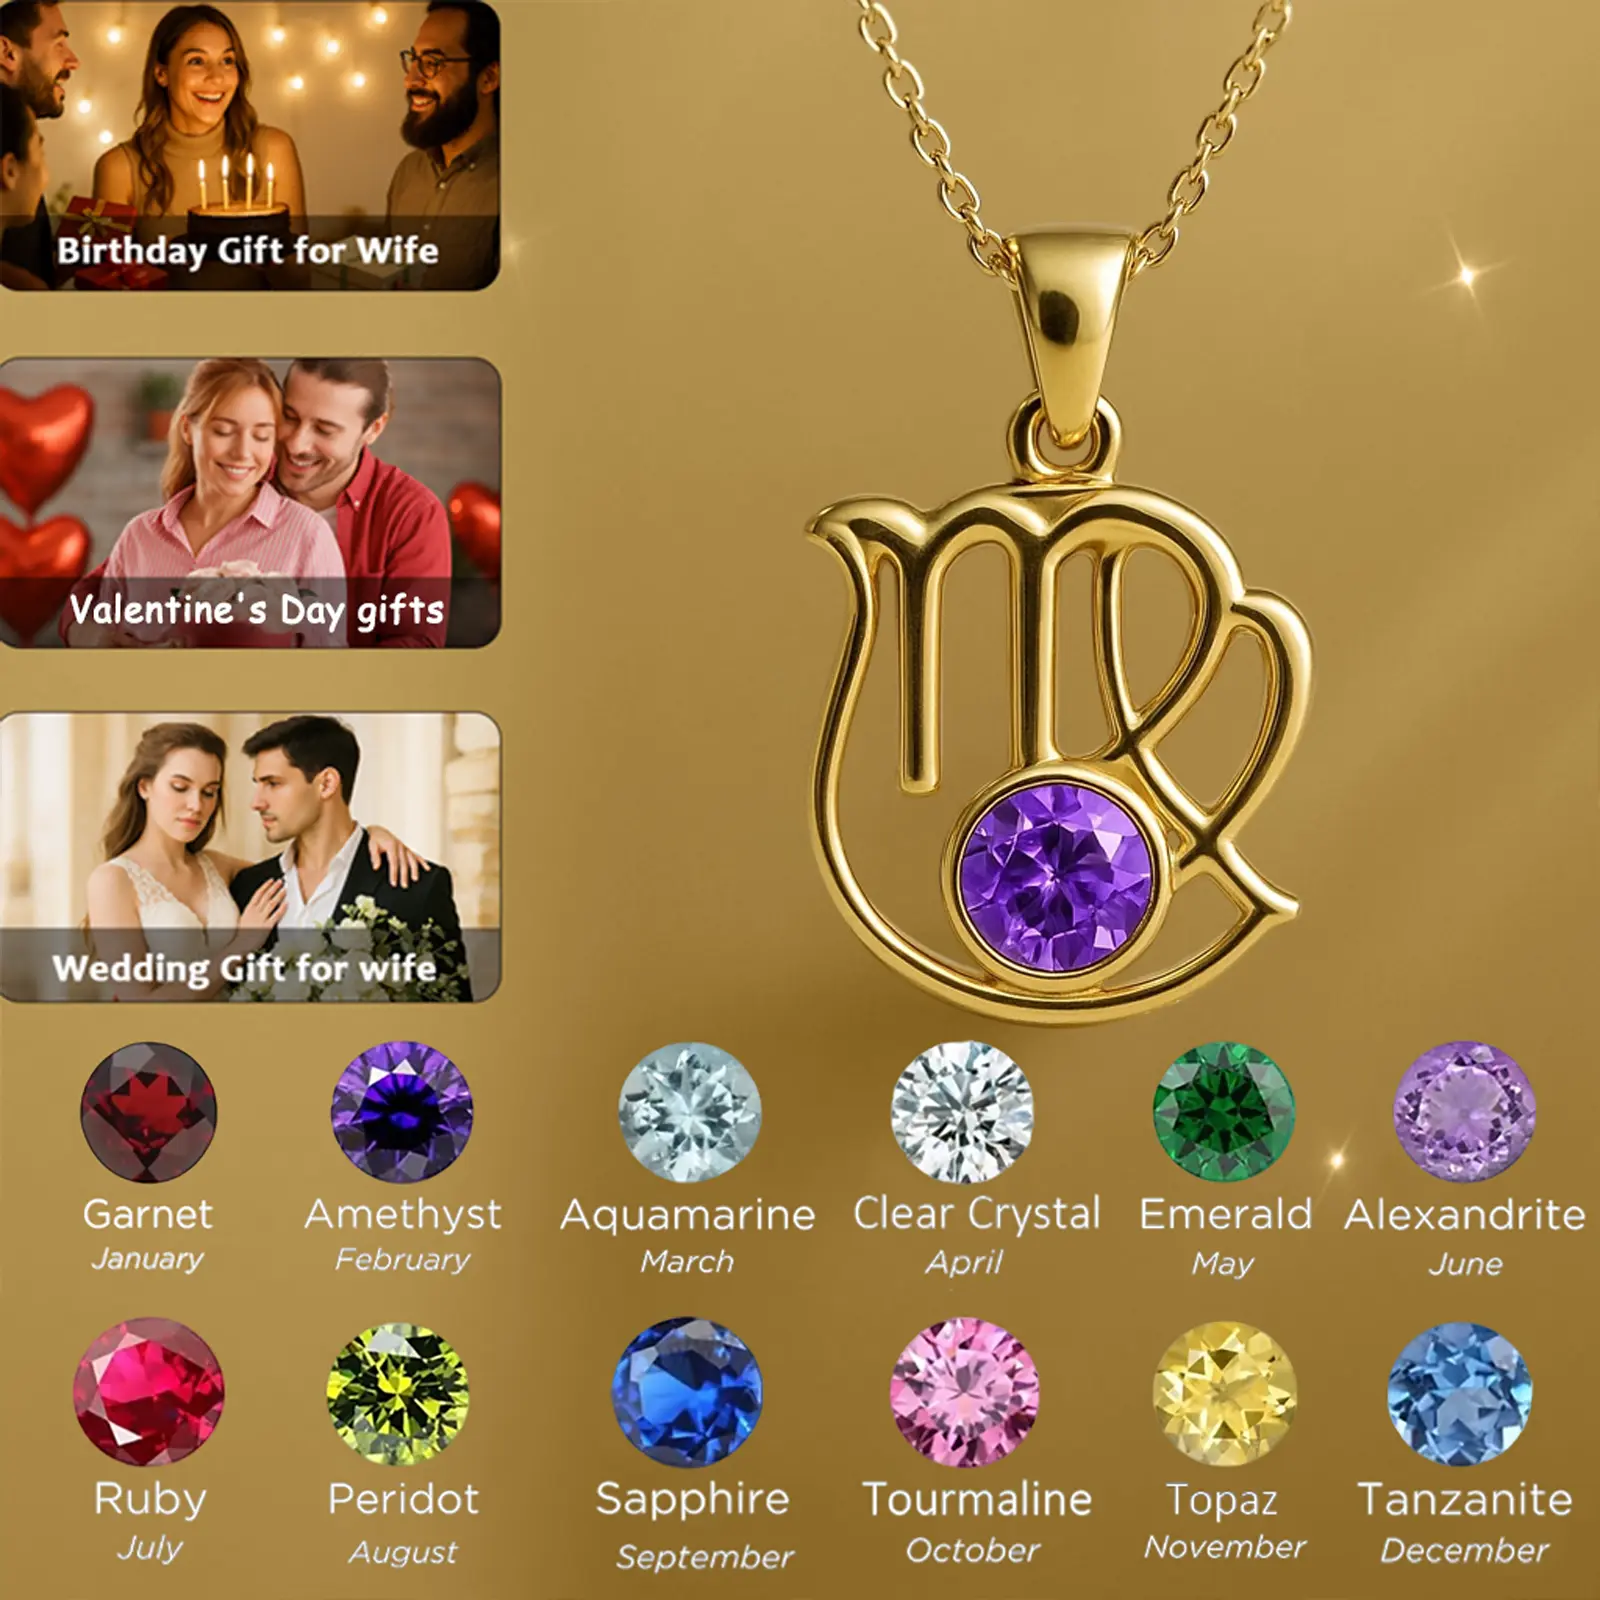 Birthday Gift for Wife
Valentine's Day gifts
Wedding Gift for wife
Garnet
January
Amethyst
February
Aquamarine
March
Clear Crystal
April
Emerald
May
Alexandrite
June
Ruby
July
Peridot
August
Sapphire
September
Tourmaline
October
Topaz
November
Tanzanite
December